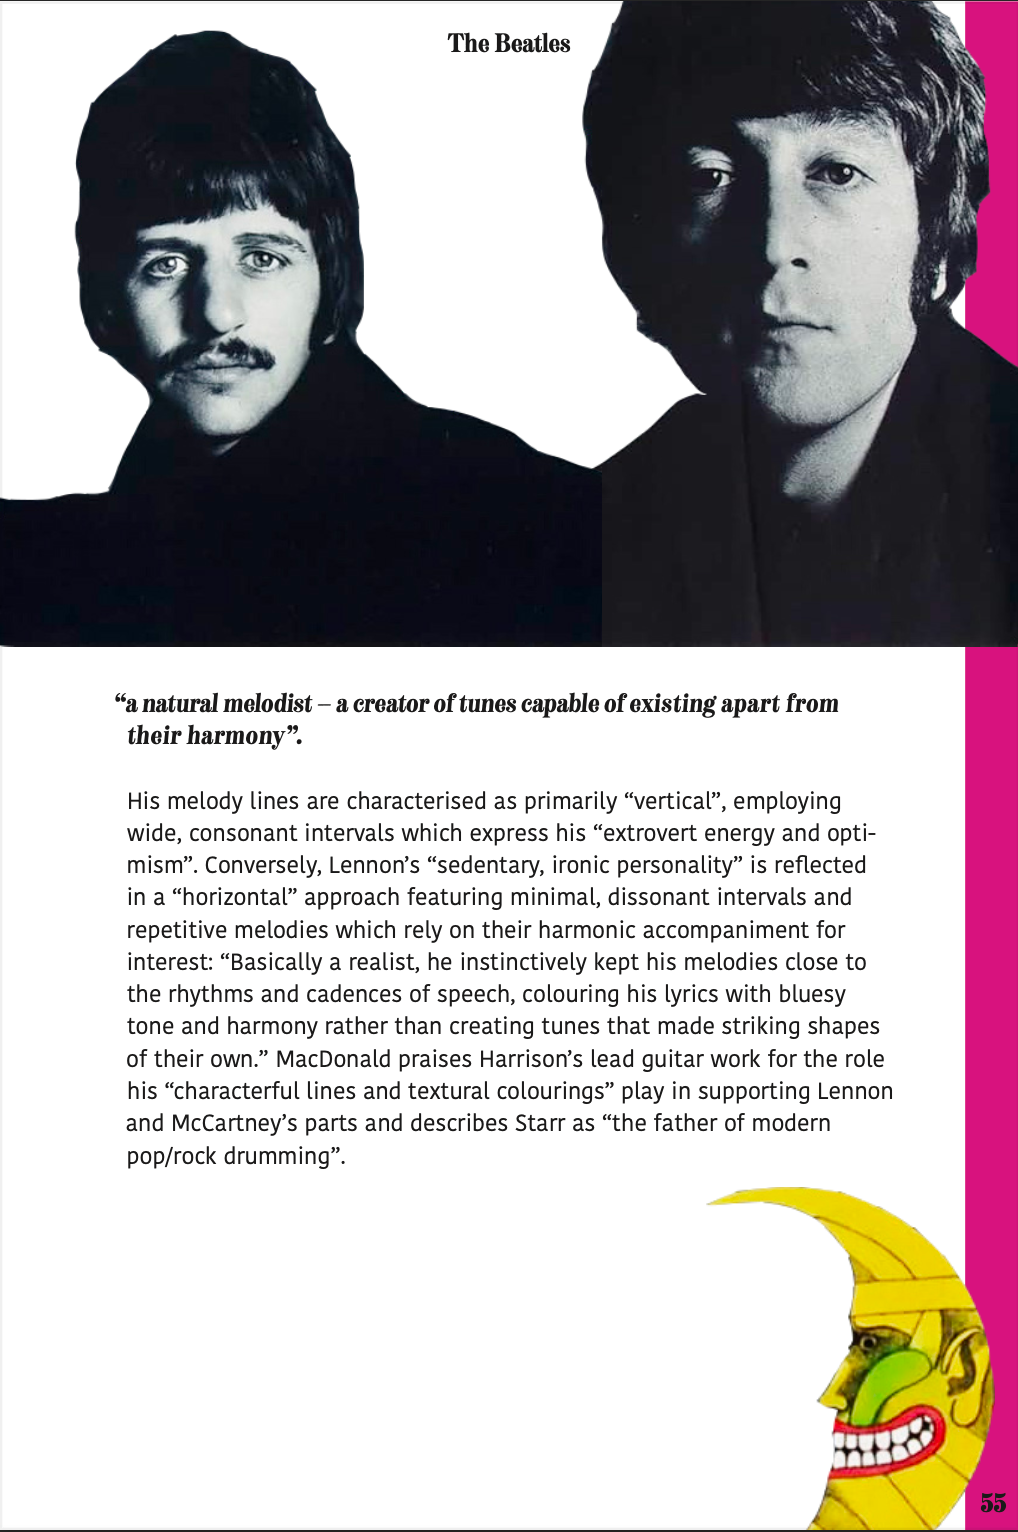 The Beatles
“a natural melodist – a creator of tunes capable of existing apart from
their harmony”.
His melody lines are characterised as primarily “vertical”, employing
wide, consonant intervals which express his “extrovert energy and opti-
mism”. Conversely, Lennon’s “sedentary, ironic personality” is reflected
in a “horizontal” approach featuring minimal, dissonant intervals and
repetitive melodies which rely on their harmonic accompaniment for
interest: “Basically a realist, he instinctively kept his melodies close to
the rhythms and cadences of speech, colouring his lyrics with bluesy
tone and harmony rather than creating tunes that made striking shapes
of their own.” MacDonald praises Harrison’s lead guitar work for the role
his “characterful lines and textural colourings” play in supporting Lennon
and McCartney’s parts and describes Starr as “the father of modern
pop/rock drumming”.
55